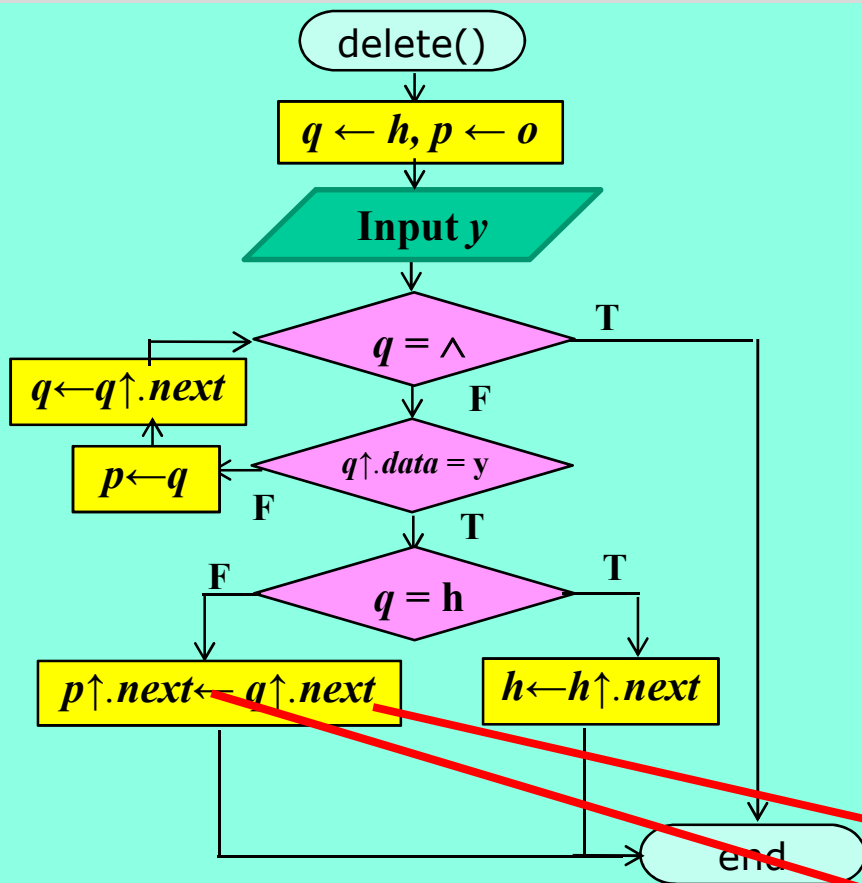 delete()
q ← h, p ← o
Input y
q = ∧
T
F
q←q↑.next
q↑.data = y
p←q
F
T
q = h
F
T
p↑.next← q↑.next
h←h↑.next
end